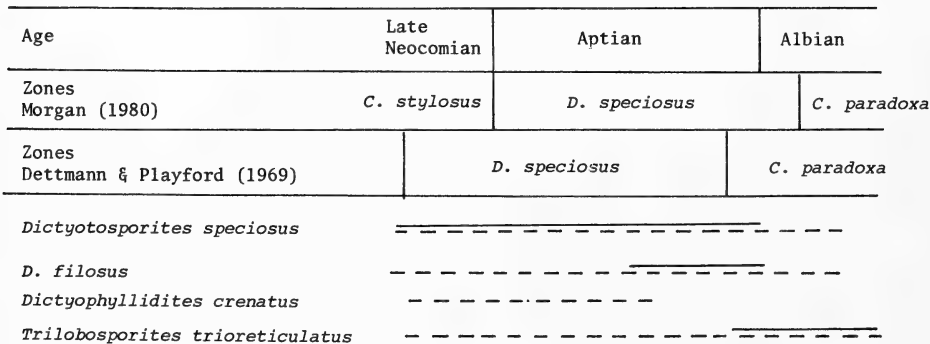 Age Late Neocomian Aptian Albian
Zones
Morgan (1980) C. stylosus D. speciosus C. paradoxa
Zones
Dettmann & Playford (1969) D. speciosus C. paradoxa
Dictyotosporites speciosus
D. filosus
Dictyophyllidites crenatus
Trilobosporites trioreticulatus